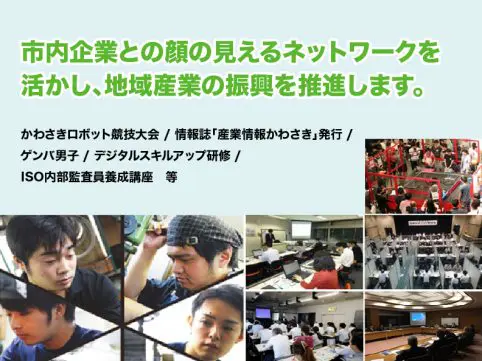 市内企業との顔の見えるネットワークを
活かし、地域産業の振興を推進します。
かわさきロボット競技大会 / 情報誌「産業情報かわさき」発行 /
ゲンバ男子 / デジタルスキルアップ研修 /
ISO内部監査員養成講座　等